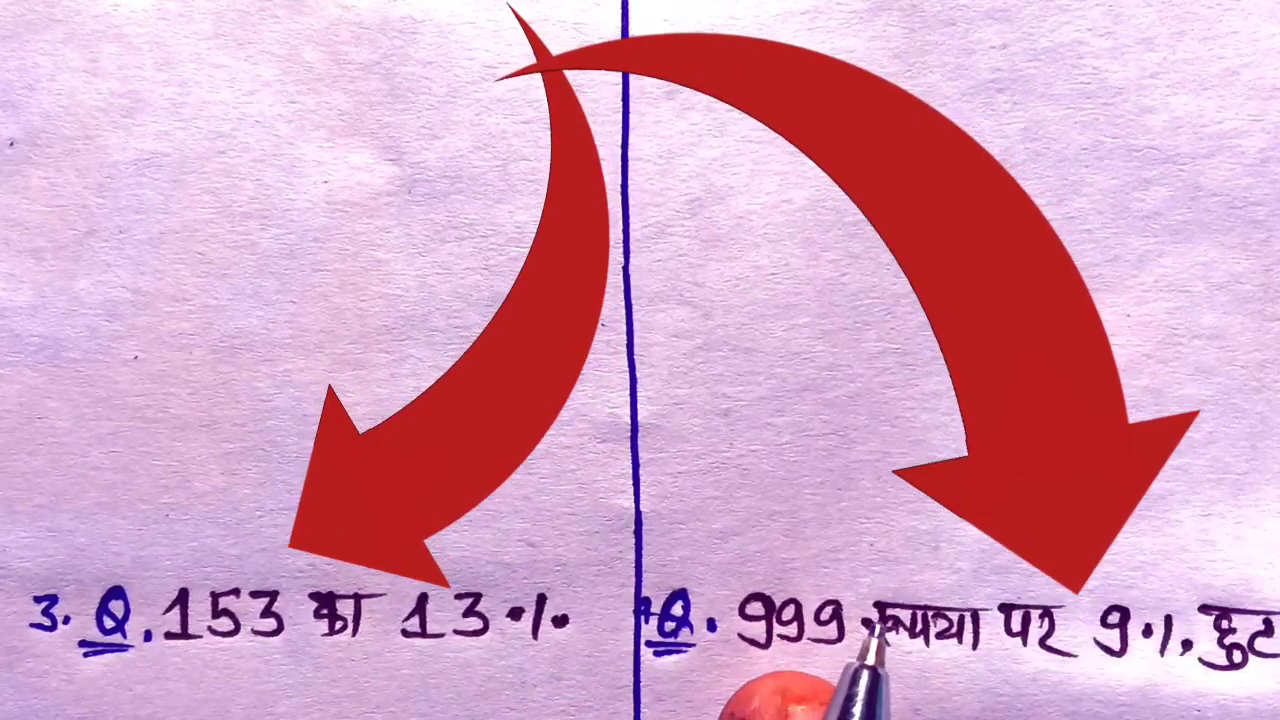 3. Q. 153 का 13 %
Q. 999 रूपया पर 9 %. छुट